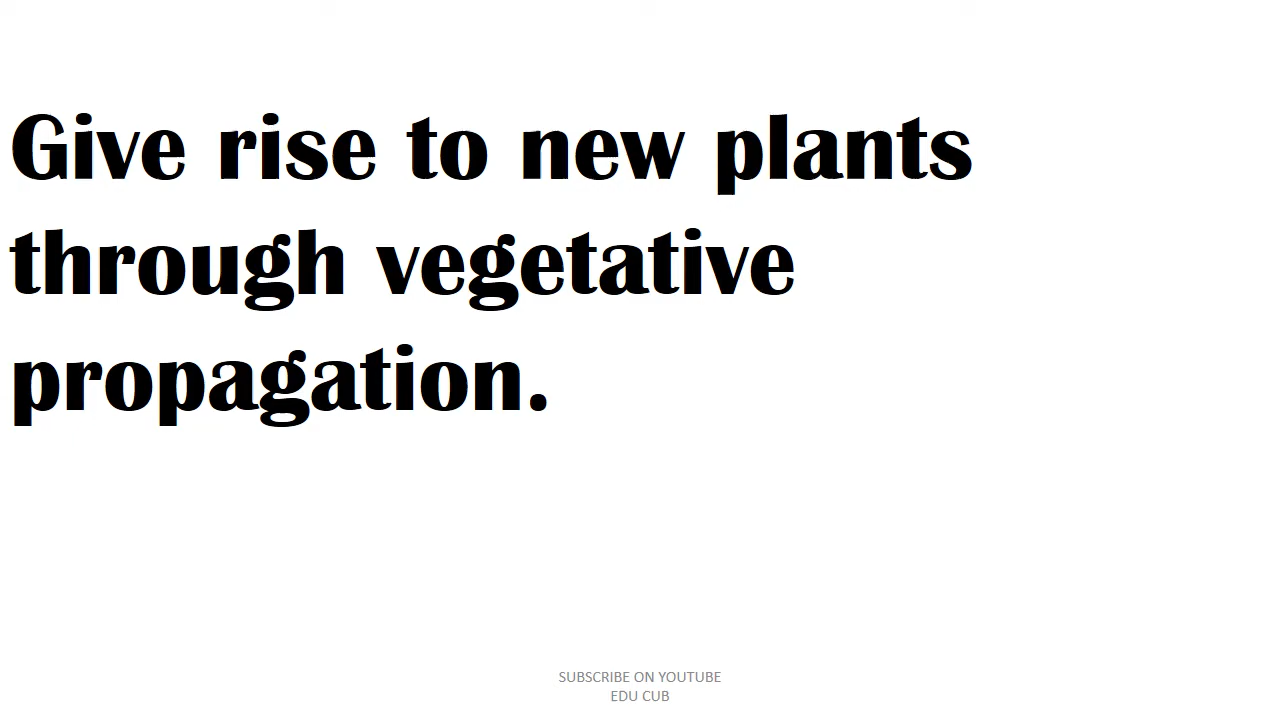 Give rise to new plants
through vegetative
propagation.
SUBSCRIBE ON YOUTUBE
EDU CUB